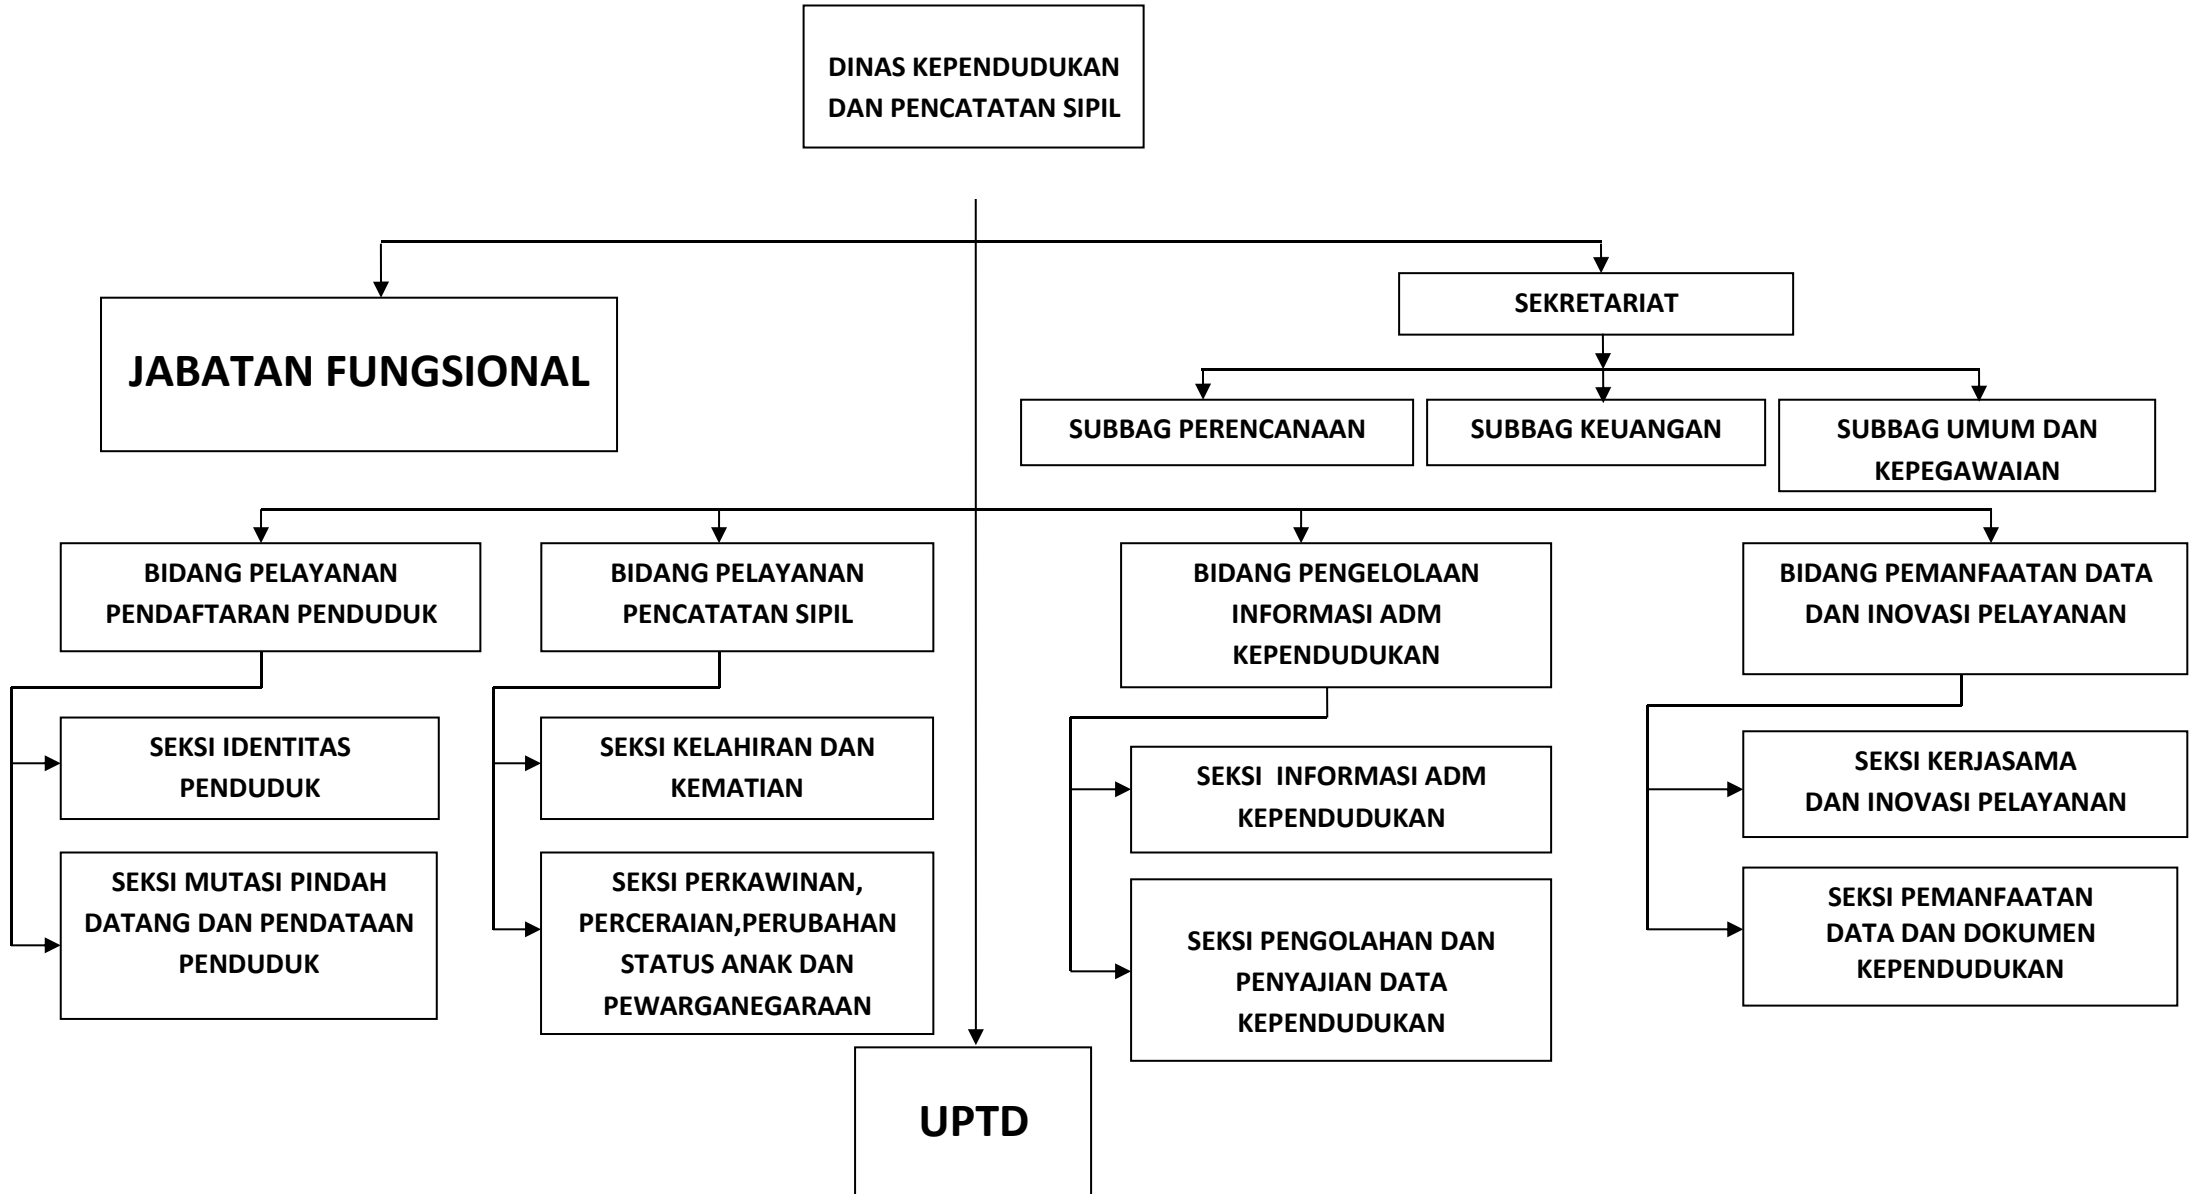 DINAS KEPENDUDUKAN
DAN PENCATATAN SIPIL
JABATAN FUNGSIONAL
SEKRETARIAT
SUBBAG PERENCANAAN
SUBBAG KEUANGAN
SUBBAG UMUM DAN
KEPEGAWAIAN
BIDANG PELAYANAN
PENDAFTARAN PENDUDUK
BIDANG PELAYANAN
PENCATATAN SIPIL
BIDANG PENGELOLAAN
INFORMASI ADM
KEPENDUDUKAN
BIDANG PEMANFAATAN DATA
DAN INOVASI PELAYANAN
SEKSI IDENTITAS
PENDUDUK
SEKSI KELAHIRAN DAN
KEMATIAN
SEKSI  INFORMASI ADM
KEPENDUDUKAN
SEKSI KERJASAMA
DAN INOVASI PELAYANAN
SEKSI MUTASI PINDAH
DATANG DAN PENDATAAN
PENDUDUK
SEKSI PERKAWINAN,
PERCERAIAN,PERUBAHAN
STATUS ANAK DAN
PEWARGANEGARAAN
SEKSI PENGOLAHAN DAN
PENYAJIAN DATA
KEPENDUDUKAN
SEKSI PEMANFAATAN
DATA DAN DOKUMEN
KEPENDUDUKAN
UPTD